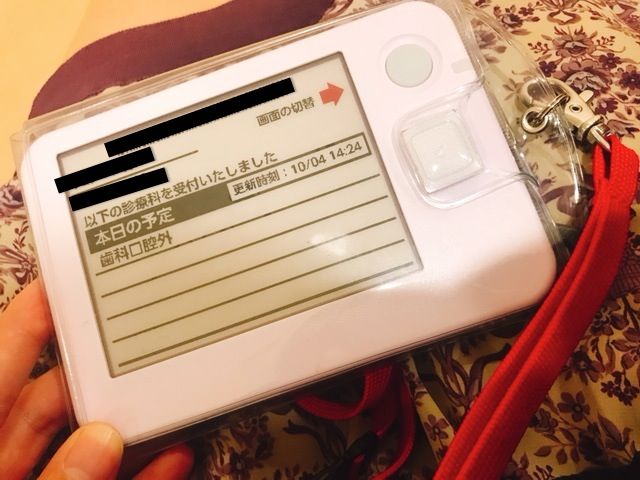 画面の切替
以下の診療科を受付いたしました
更新時刻：10/04 14:24
本日の予定
歯科口腔外